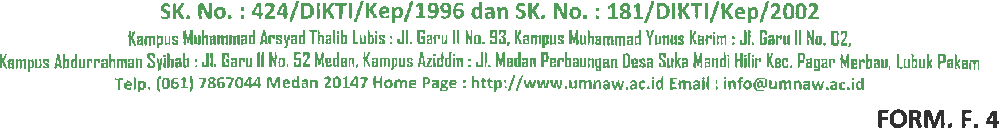 SK. No. : 424/DIKTI/Kep/1996 dan SK. No. : 181/DIKTI/Kep/2002
Kampus Muhammad Arsyad Thalib Lubis : Jl. Garu II No. 93, Kampus Muhammad Yunus Karim : Jl. Garu II No. 02,
Kampus Abdurrahman Syihab : Jl. Garu II No. 52 Medan, Kampus Aziddin : Jl. Medan Perbaungan Desa Suka Mandi Hilir Kec. Pagar Merbau, Lubuk Pakam
Telp. (061) 7867044 Medan 20147 Home Page : http://www.umnaw.ac.id Email : info@umnaw.ac.id
FORM. F. 4